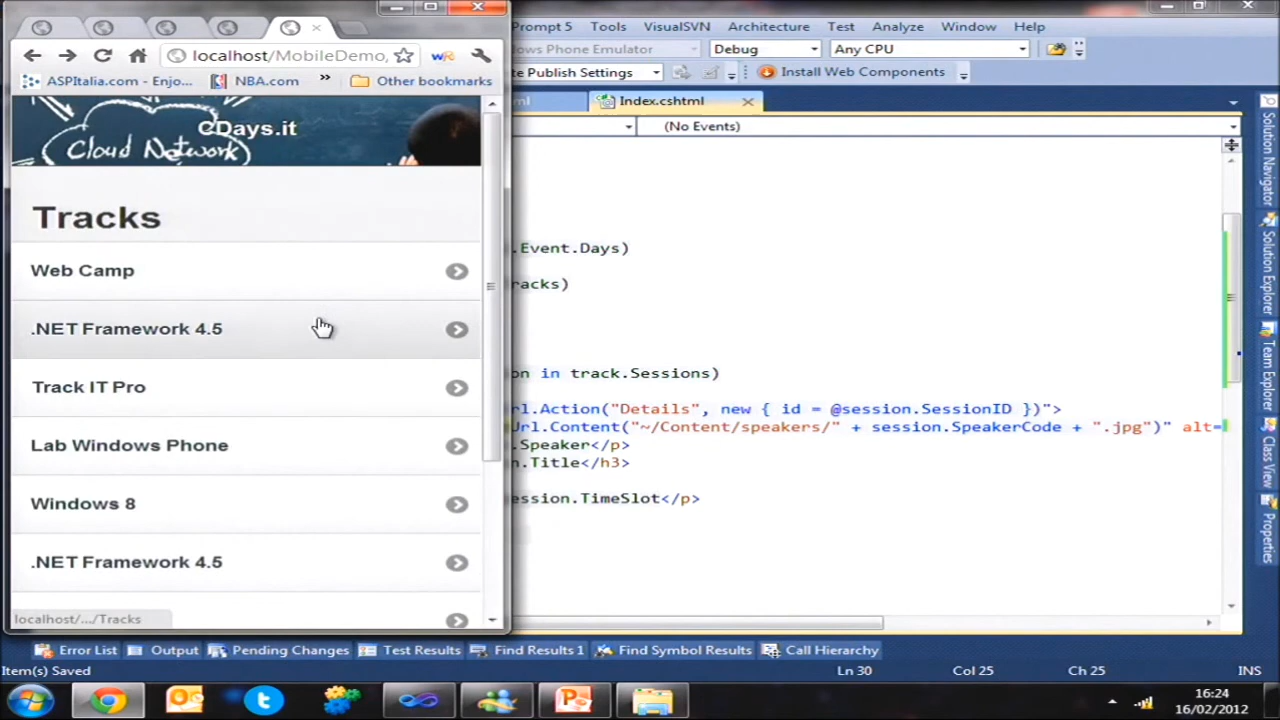 Prompt 5 Tools VisualSVN Architecture Test Analyze Window Help
localhost/MobileDemo
Phone Emulator Debug Any CPU
ASPItalia.com - Enjo... NBA.com » Other bookmarks
te Publish Settings Install Web Components
Index.cshtml
(No Events)
CDays.it
Cloud Network
Tracks
Web Camp
.NET Framework 4.5
Track IT Pro
Lab Windows Phone
Windows 8
.NET Framework 4.5
localhost/.../Tracks
.Event.Days)
racks)
on in track.Sessions)
rl.Action("Details", new { id = @session.SessionID })">
Url.Content("~/Content/speakers/" + session.SpeakerCode + ".jpg")" alt=
.Speaker</p>
n.Title</h3>
ession.TimeSlot</p>
Solution Navigator
Solution Explorer
Team Explorer
Class View
Properties
Error List Output Pending Changes Test Results Find Results 1 Find Symbol Results Call Hierarchy
Item(s) Saved Ln 30 Col 25 Ch 25 INS
16:24
16/02/2012